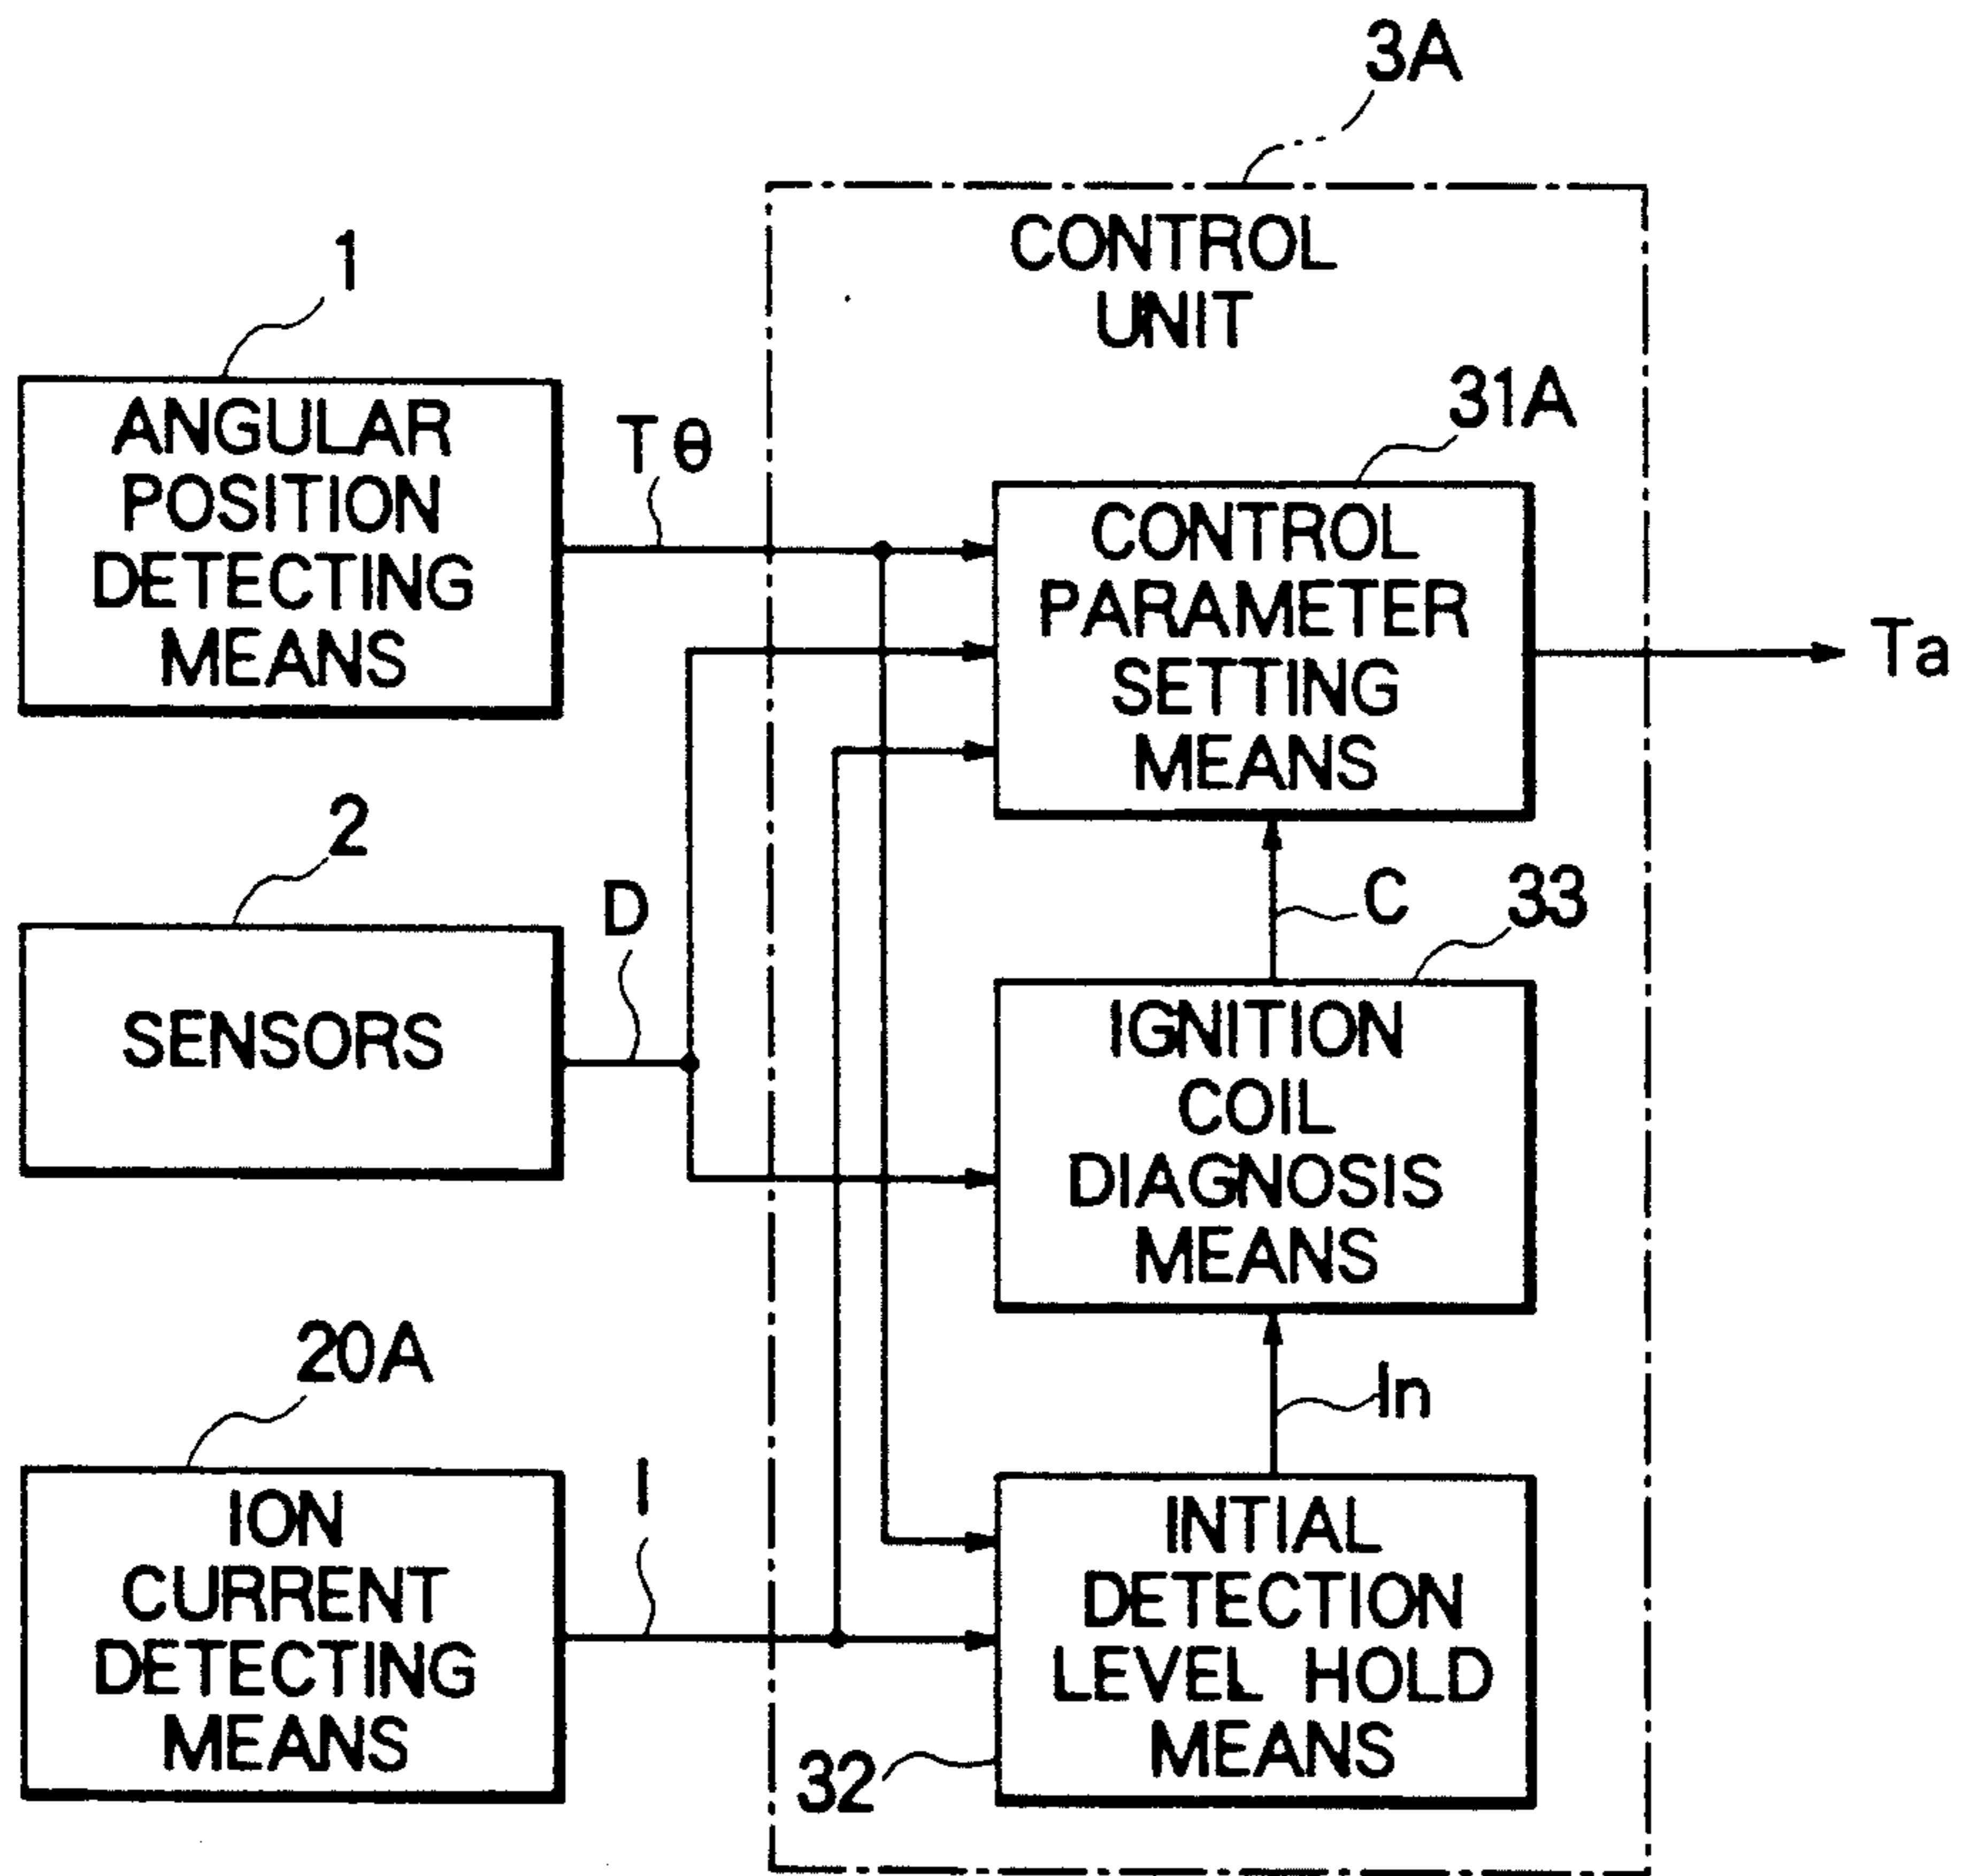 3A
CONTROL
UNIT
1
ANGULAR
POSITION
DETECTING
MEANS
Tθ
31A
CONTROL
PARAMETER
SETTING
MEANS
Ta
2
SENSORS
D
C
33
IGNITION
COIL
DIAGNOSIS
MEANS
20A
ION
CURRENT
DETECTING
MEANS
I
In
INTIAL
DETECTION
LEVEL HOLD
MEANS
32